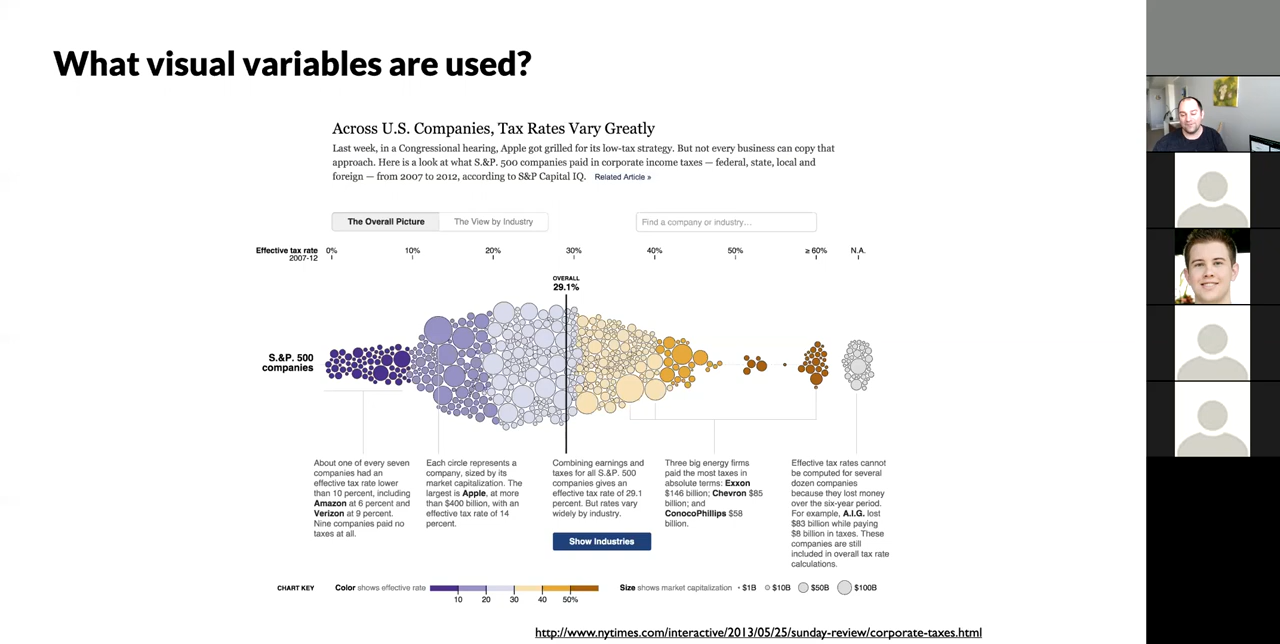 What visual variables are used?
Across U.S. Companies, Tax Rates Vary Greatly
Last week, in a Congressional hearing, Apple got grilled for its low-tax strategy. But not every business can copy that
approach. Here is a look at what S.&P. 500 companies paid in corporate income taxes — federal, state, local and
foreign — from 2007 to 2012, according to S&P Capital IQ. Related Article »
The Overall Picture
The View by Industry
Find a company or industry...
Effective tax rate
2007-12
0% 10% 20% 30% 40% 50% ≥ 60% N.A.
OVERALL
29.1%
S.&P. 500
companies
About one of every seven
companies had an
effective tax rate lower
than 10 percent, including
Amazon at 6 percent and
Verizon at 9 percent.
Nine companies paid no
taxes at all.
Each circle represents a
company, sized by its
market capitalization. The
largest is Apple, at more
than $400 billion, with an
effective tax rate of 14
percent.
Combining earnings and
taxes for all S.&P. 500
companies gives an
effective tax rate of 29.1
percent. But rates vary
widely by industry.
Show Industries
Three big energy firms
paid the most taxes in
absolute terms: Exxon
$146 billion; Chevron $85
billion; and
ConocoPhillips $58
billion.
Effective tax rates cannot
be computed for several
dozen companies
because they lost money
over the six-year period.
For example, A.I.G. lost
$83 billion while paying
$8 billion in taxes. These
companies are still
included in overall tax rate
calculations.
CHART KEY
Color shows effective rate
10 20 30 40 50%
Size shows market capitalization $1B $10B $50B $100B
http://www.nytimes.com/interactive/2013/05/25/sunday-review/corporate-taxes.html